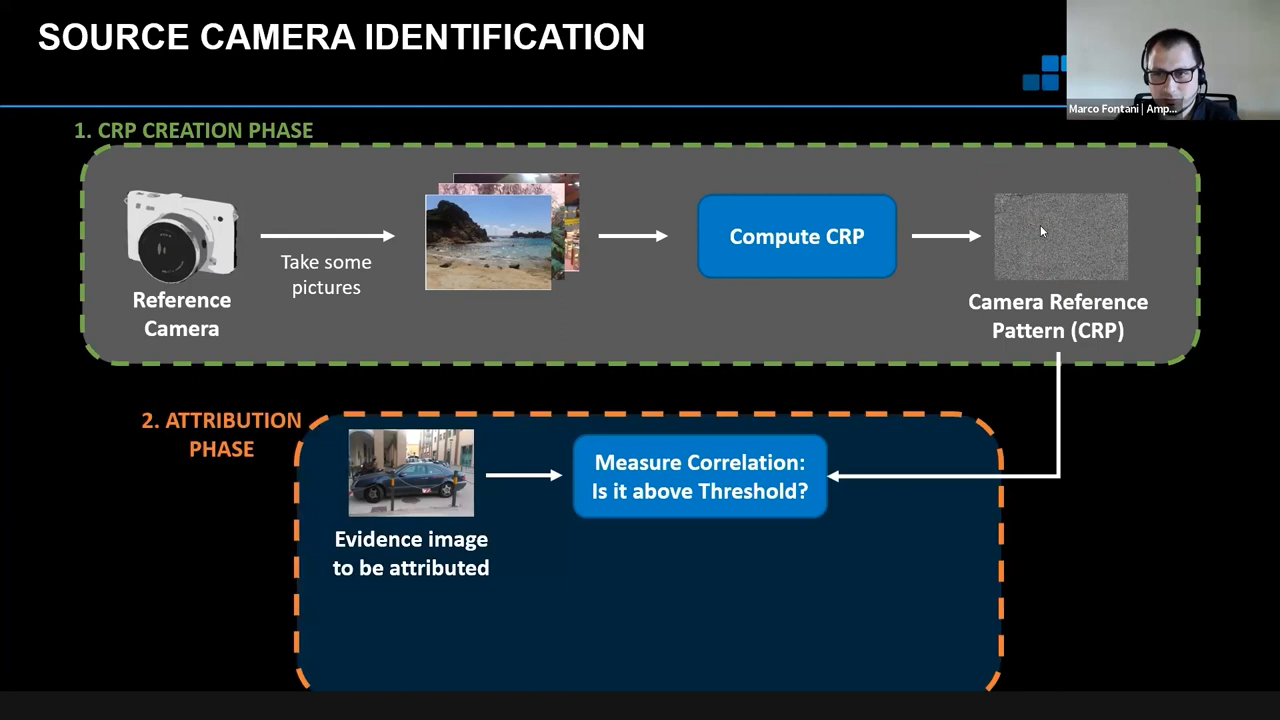 SOURCE CAMERA IDENTIFICATION
Marco Fontani | Amp...
1. CRP CREATION PHASE
Take some
pictures
Reference
Camera
Compute CRP
Camera Reference
Pattern (CRP)
2. ATTRIBUTION
PHASE
Measure Correlation:
Is it above Threshold?
Evidence image
to be attributed